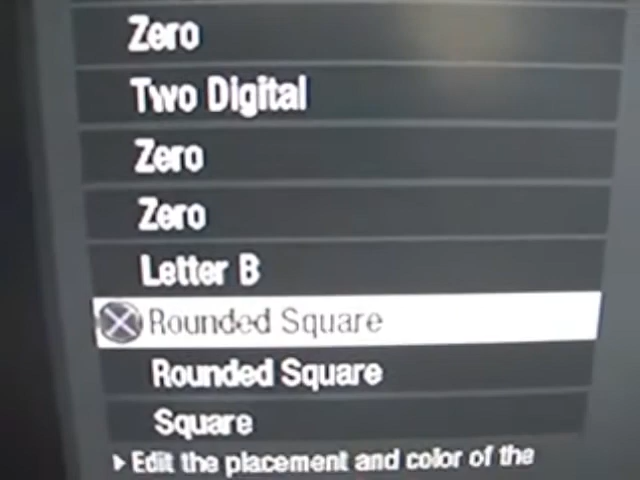 Zero
Two Digital
Zero
Zero
Letter B
Rounded Square
Rounded Square
Square
Edit the placement and color of the